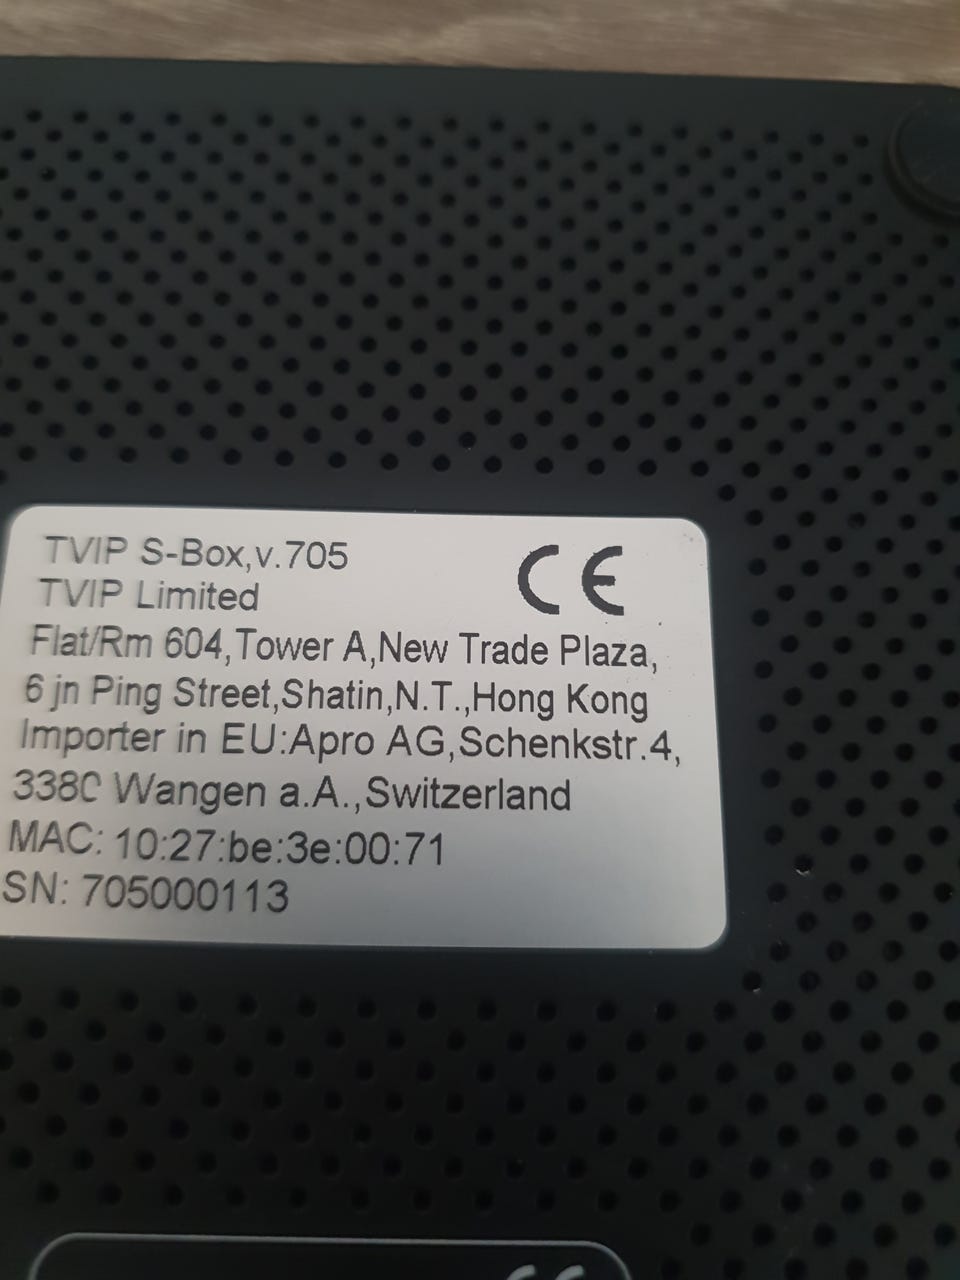 TVIP S-Box,v.705
CE
TVIP Limited
Flat/Rm 604,Tower A,New Trade Plaza,
6 jn Ping Street,Shatin,N.T.,Hong Kong
Importer in EU:Apro AG,Schenkstr.4,
3380 Wangen a.A.,Switzerland
MAC: 10:27:be:3e:00:71
SN: 705000113